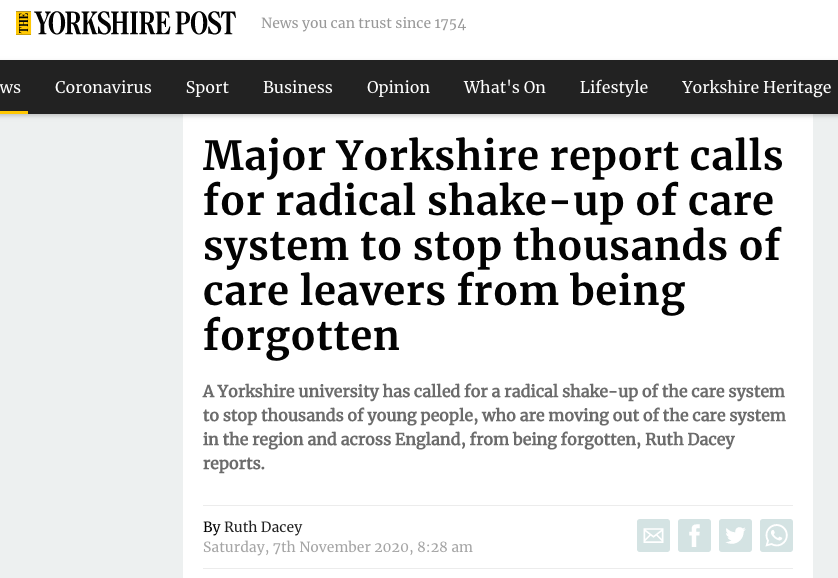 THE YORKSHIRE POST News you can trust since 1754
ws Coronavirus Sport Business Opinion What's On Lifestyle Yorkshire Heritage
Major Yorkshire report calls
for radical shake-up of care
system to stop thousands of
care leavers from being
forgotten
A Yorkshire university has called for a radical shake-up of the care system
to stop thousands of young people, who are moving out of the care system
in the region and across England, from being forgotten, Ruth Dacey
reports.
By Ruth Dacey
Saturday, 7th November 2020, 8:28 am